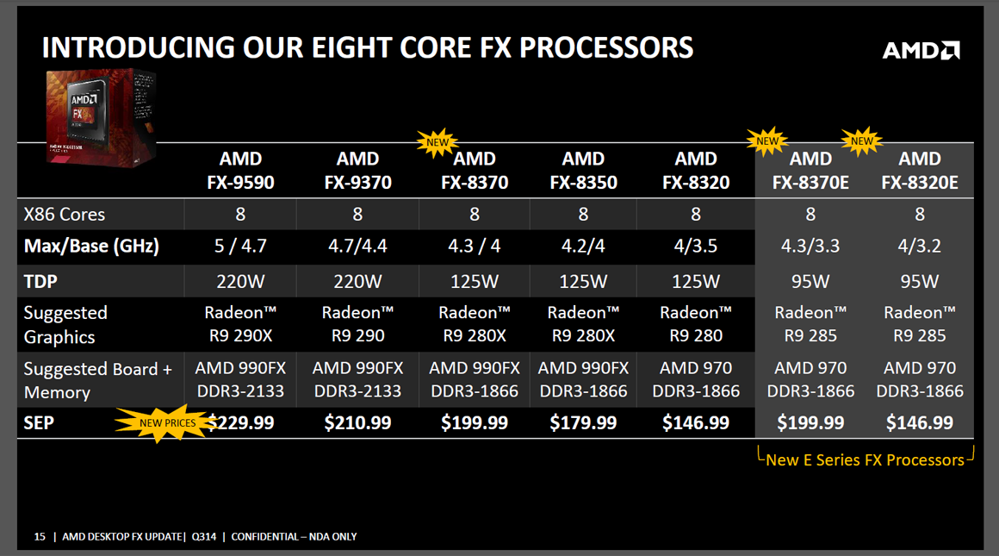 INTRODUCING OUR EIGHT CORE FX PROCESSORS
AMD
AMD
FX
NEW
NEW
NEW
AMD AMD AMD AMD AMD AMD AMD
FX-9590 FX-9370 FX-8370 FX-8350 FX-8320 FX-8370E FX-8320E
X86 Cores 8 8 8 8 8 8 8
Max/Base (GHz) 5 / 4.7 4.7/4.4 4.3 / 4 4.2/4 4/3.5 4.3/3.3 4/3.2
TDP 220W 220W 125W 125W 125W 95W 95W
Suggested Radeon™ Radeon™ Radeon™ Radeon™ Radeon™ Radeon™ Radeon™
Graphics R9 290X R9 290 R9 280X R9 280X R9 280 R9 285 R9 285
Suggested Board + AMD 990FX AMD 990FX AMD 990FX AMD 990FX AMD 970 AMD 970 AMD 970
Memory DDR3-2133 DDR3-2133 DDR3-1866 DDR3-1866 DDR3-1866 DDR3-1866 DDR3-1866
SEP NEW PRICES $229.99 $210.99 $199.99 $179.99 $146.99 $199.99 $146.99
New E Series FX Processors
15 | AMD DESKTOP FX UPDATE| Q314 | CONFIDENTIAL – NDA ONLY